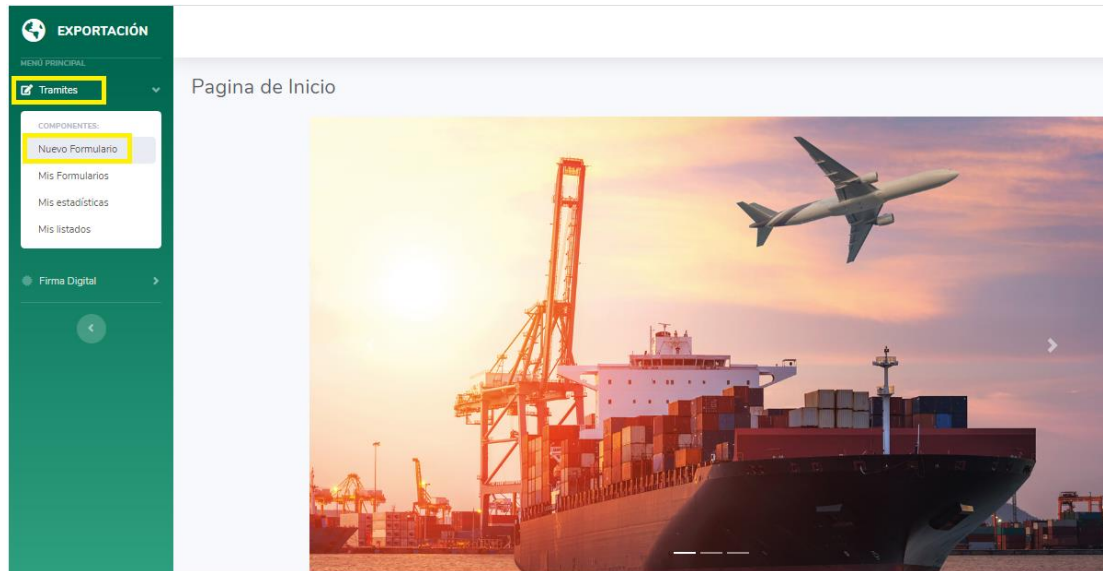 EXPORTACIÓN
MENÚ PRINCIPAL
Tramites
COMPONENTES:
Nuevo Formulario
Mis Formularios
Mis estadísticas
Mis listados
Firma Digital
Pagina de Inicio